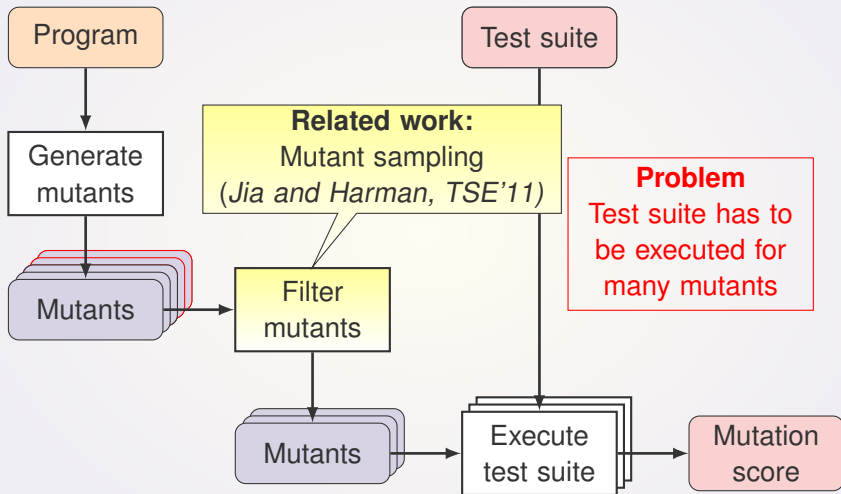 Program
Test suite
Related work:
Mutant sampling
(Jia and Harman, TSE'11)
Generate
mutants
Problem
Test suite has to
be executed for
many mutants
Mutants
Filter
mutants
Mutants
Execute
test suite
Mutation
score